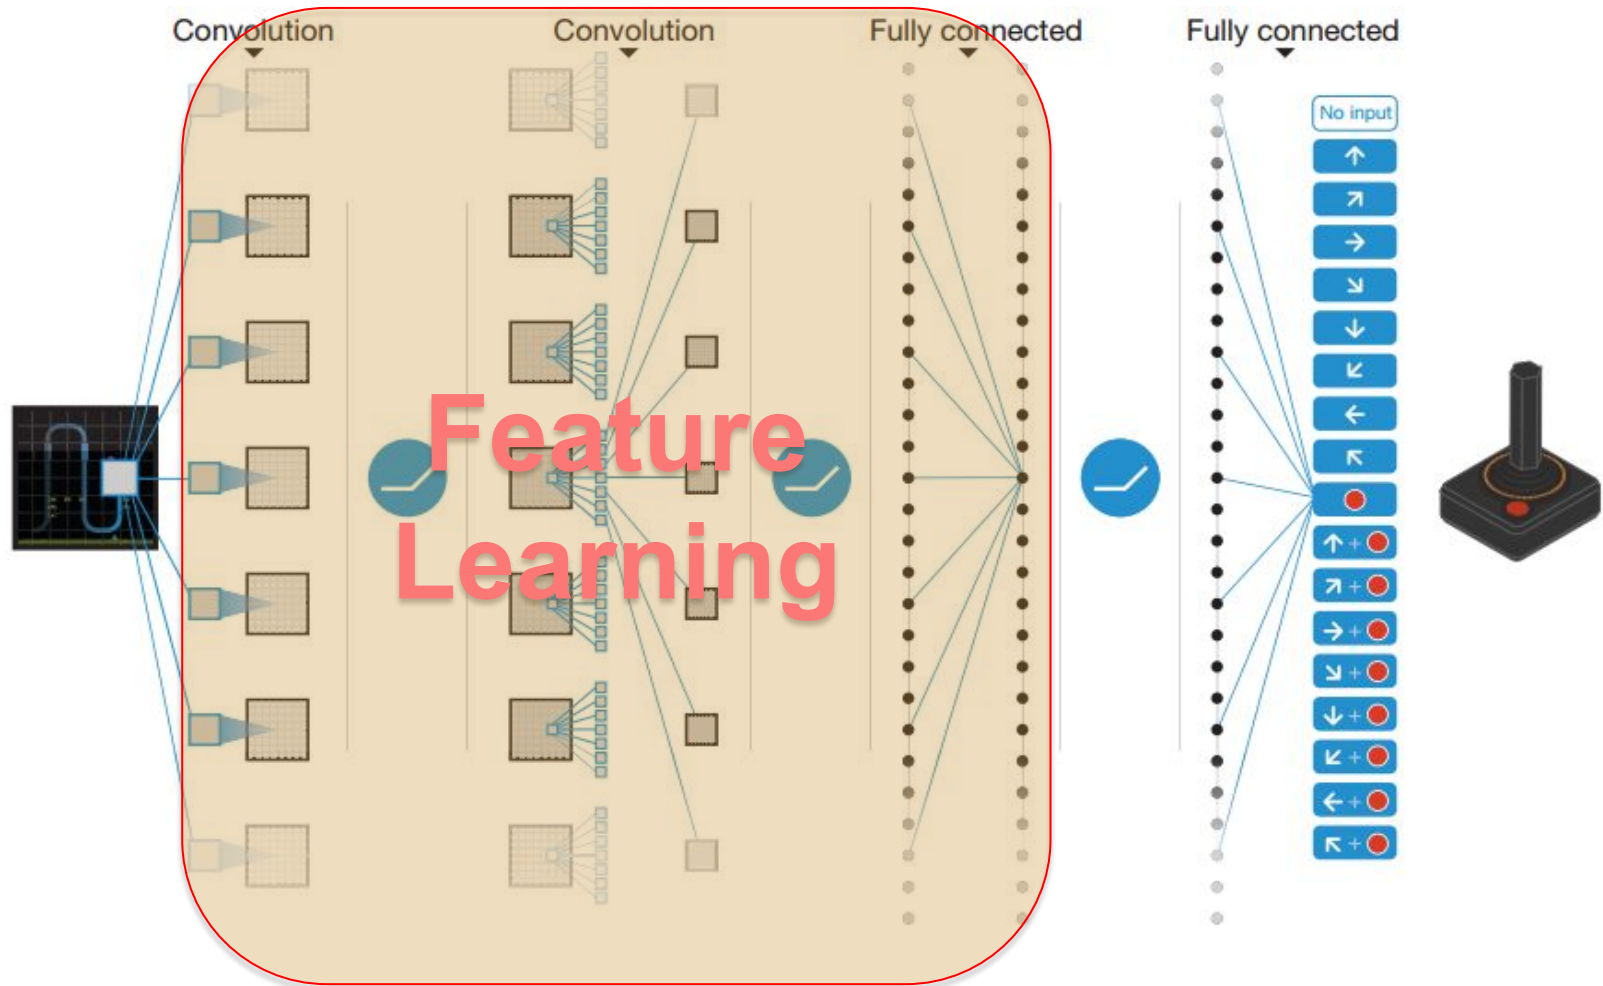 Convolution
Convolution
Fully connected
Fully connected
No input
Feature
Learning